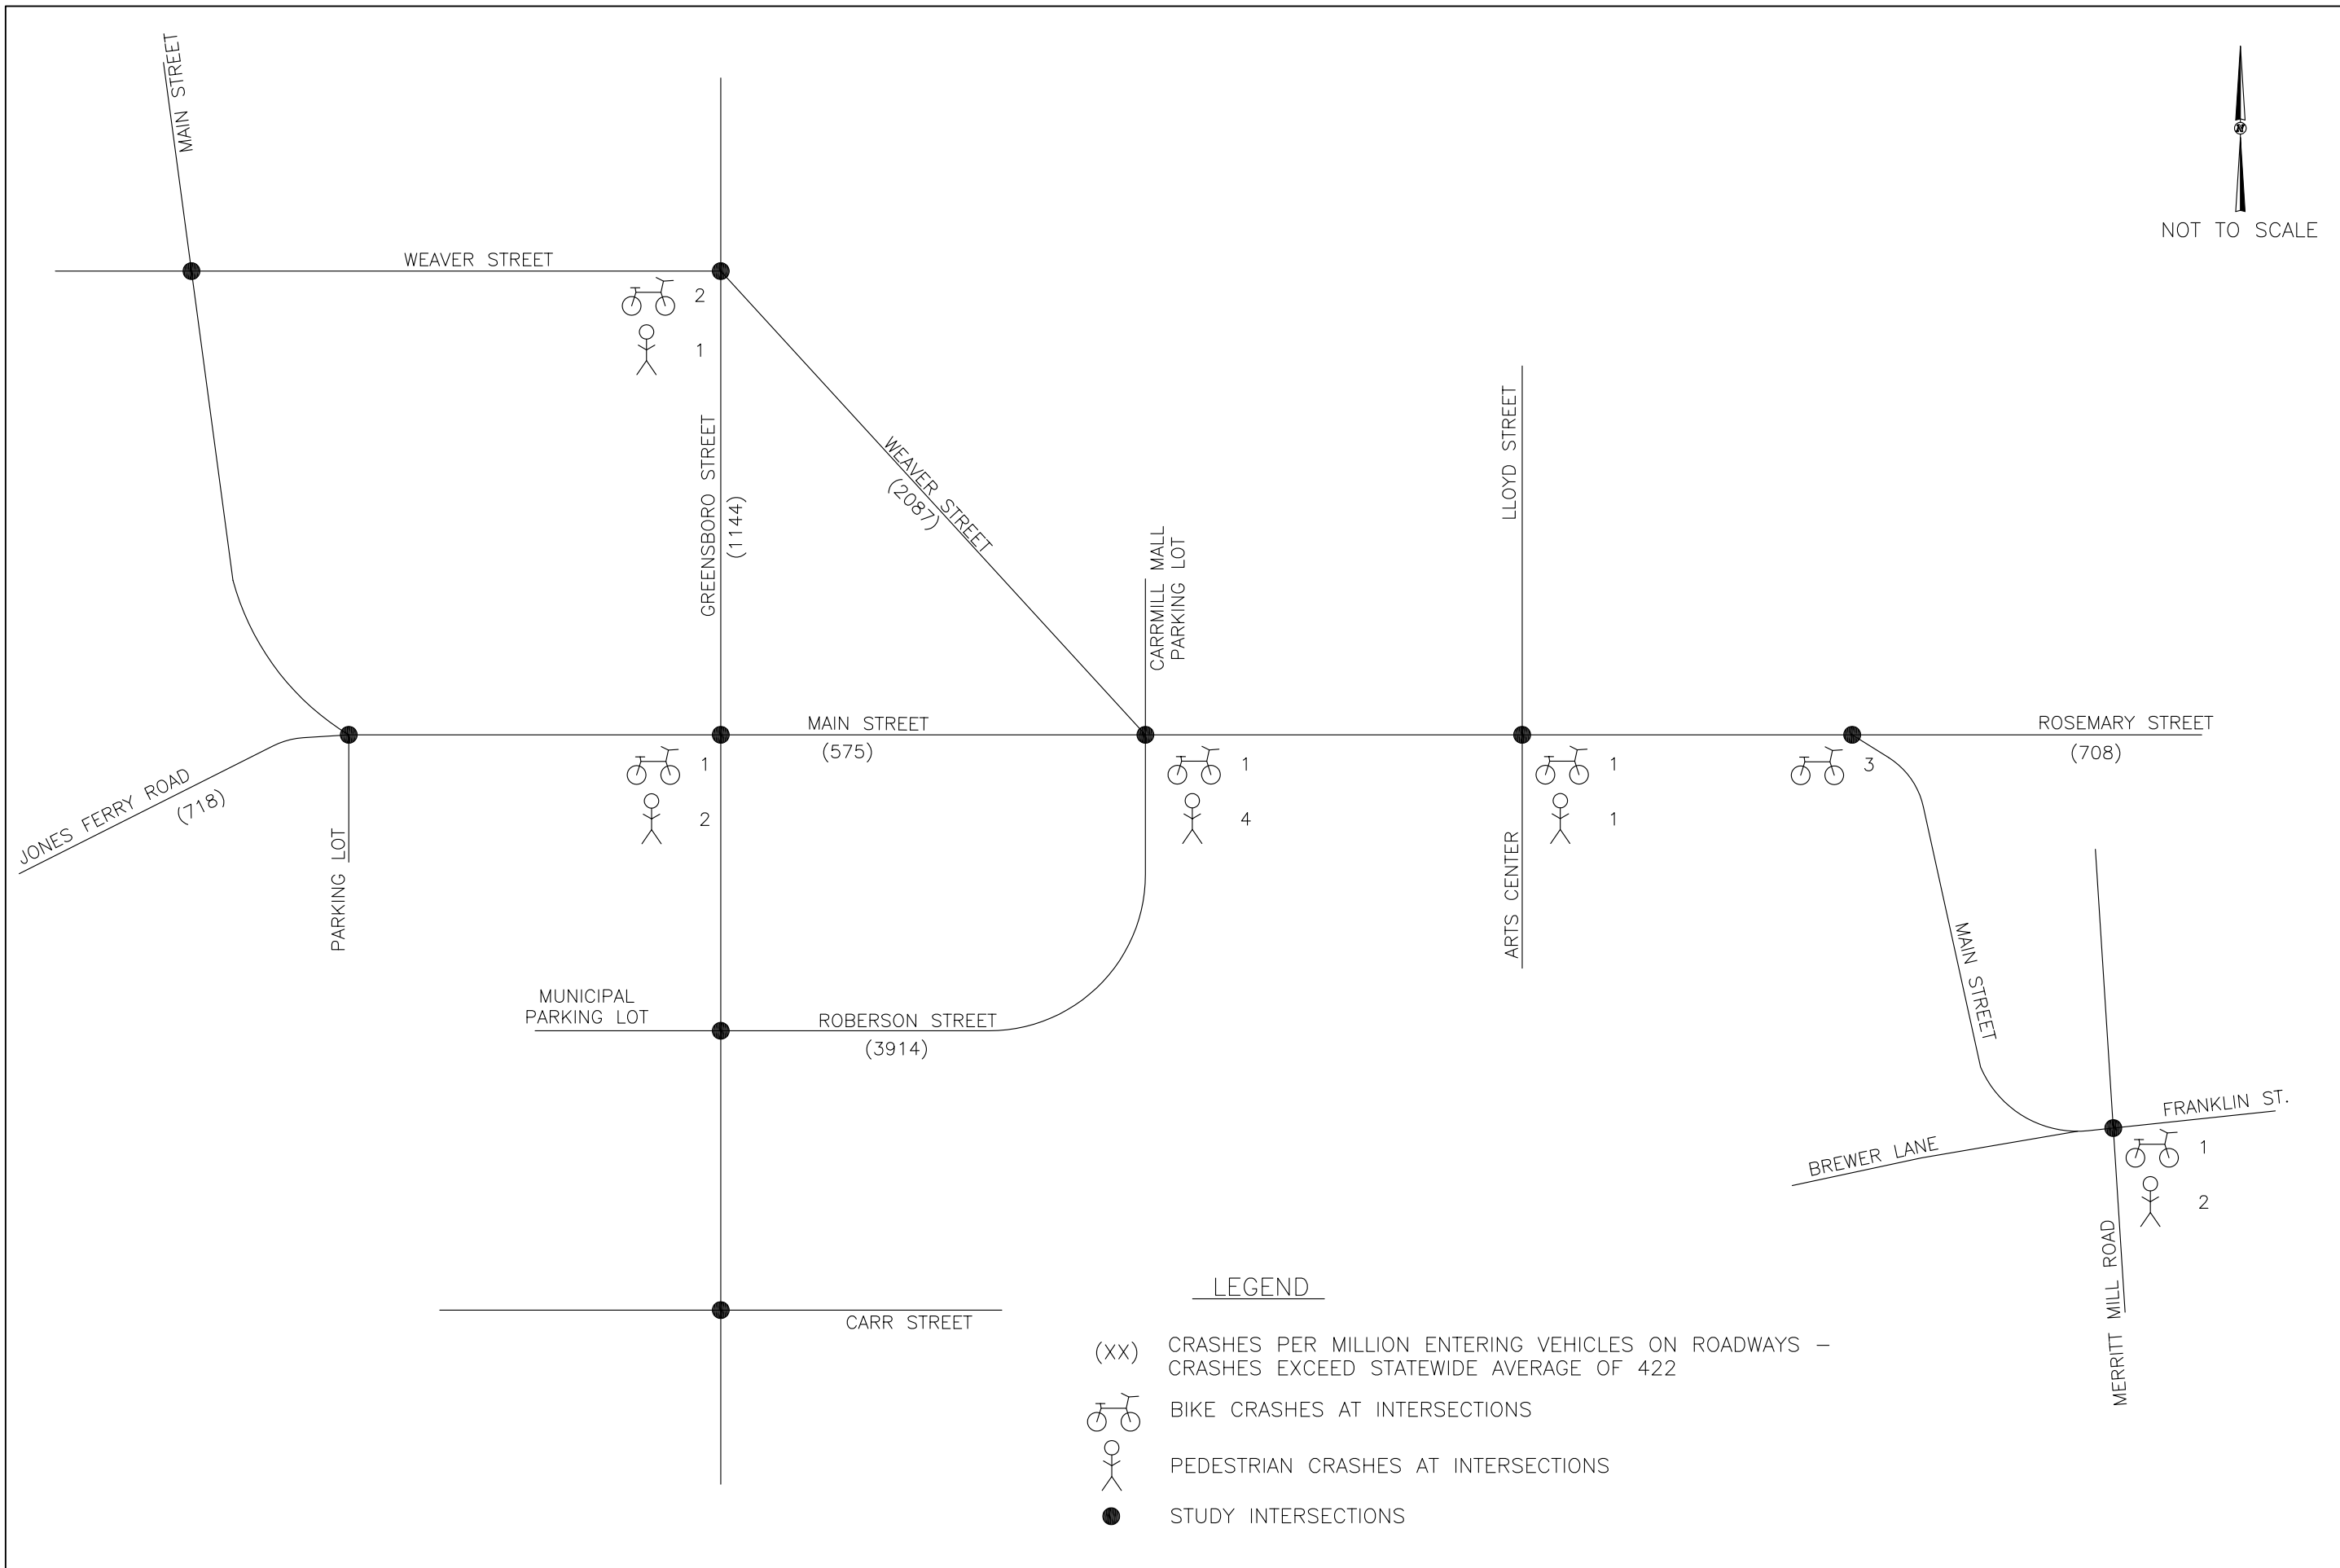 MAIN STREET
NOT TO SCALE
N
WEAVER STREET
2
1
GREENSBORO STREET
(1144)
WEAVER STREET
(2087)
CARRMILL MALL
PARKING LOT
LLOYD STREET
MAIN STREET
(575)
ROSEMARY STREET
(708)
JONES FERRY ROAD
(718)
PARKING LOT
1
2
1
4
1
1
3
ARTS CENTER
MAIN STREET
MUNICIPAL
PARKING LOT
ROBERSON STREET
(3914)
FRANKLIN ST.
BREWER LANE
1
2
MERRITT MILL ROAD
CARR STREET
LEGEND
(XX) CRASHES PER MILLION ENTERING VEHICLES ON ROADWAYS –
CRASHES EXCEED STATEWIDE AVERAGE OF 422
BIKE CRASHES AT INTERSECTIONS
PEDESTRIAN CRASHES AT INTERSECTIONS
STUDY INTERSECTIONS